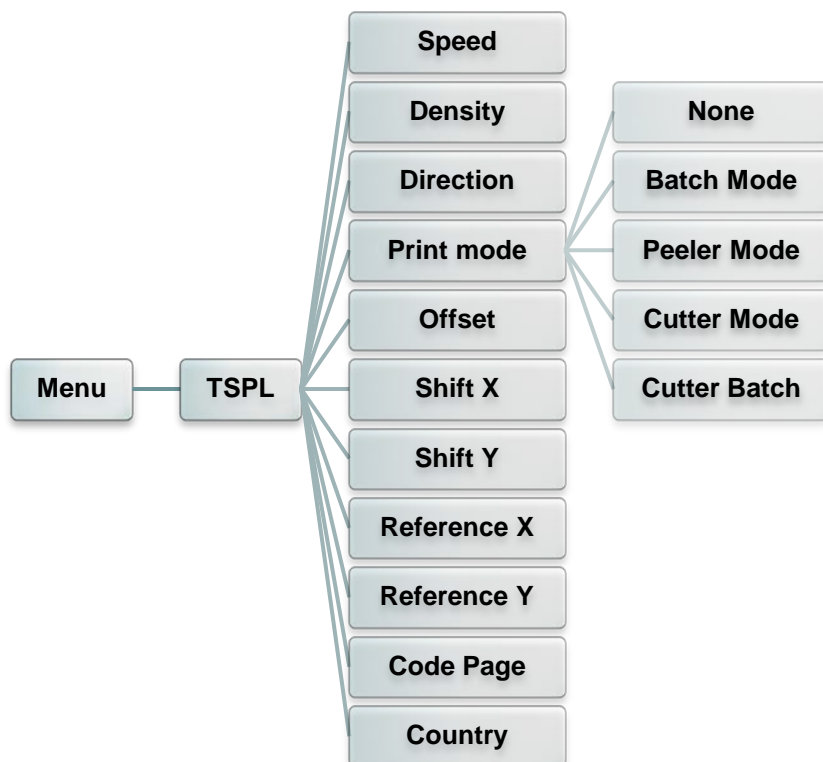 Menu
TSPL
Speed
Density
Direction
Print mode
Offset
Shift X
Shift Y
Reference X
Reference Y
Code Page
Country
None
Batch Mode
Peeler Mode
Cutter Mode
Cutter Batch